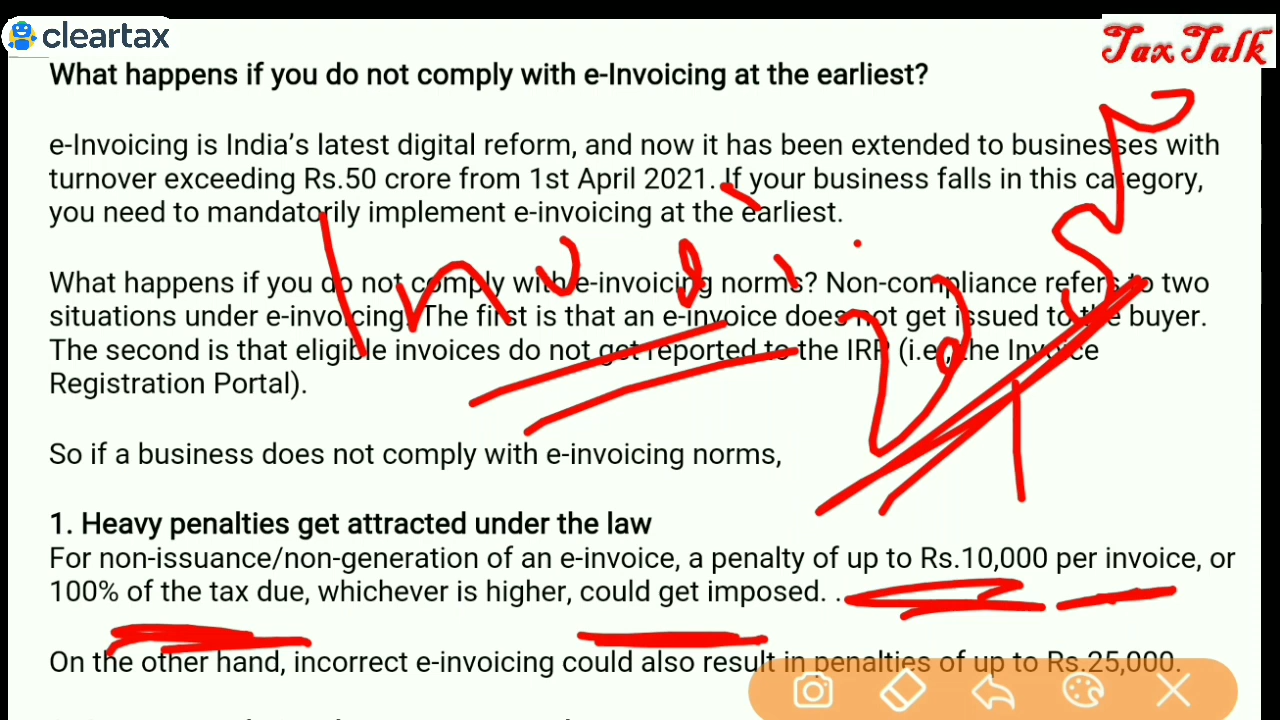 cleartax
TaxTalk
What happens if you do not comply with e-Invoicing at the earliest?
e-Invoicing is India’s latest digital reform, and now it has been extended to businesses with
turnover exceeding Rs.50 crore from 1st April 2021. If your business falls in this category,
you need to mandatorily implement e-invoicing at the earliest.
What happens if you do not comply with e-invoicing norms? Non-compliance refers to two
situations under e-invoicing. The first is that an e-invoice does not get issued to the buyer.
The second is that eligible invoices do not get reported to the IRP (i.e., the Invoice
Registration Portal).
So if a business does not comply with e-invoicing norms,
1. Heavy penalties get attracted under the law
For non-issuance/non-generation of an e-invoice, a penalty of up to Rs.10,000 per invoice, or
100% of the tax due, whichever is higher, could get imposed. .
On the other hand, incorrect e-invoicing could also result in penalties of up to Rs.25,000.